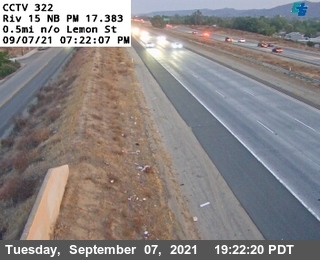 CCTV 322
Riv 15 NB PM 17.383
0.5mi n/o Lemon St
09/07/21 07:22:07 PM
Tuesday, September 07, 2021 19:22:20 PDT